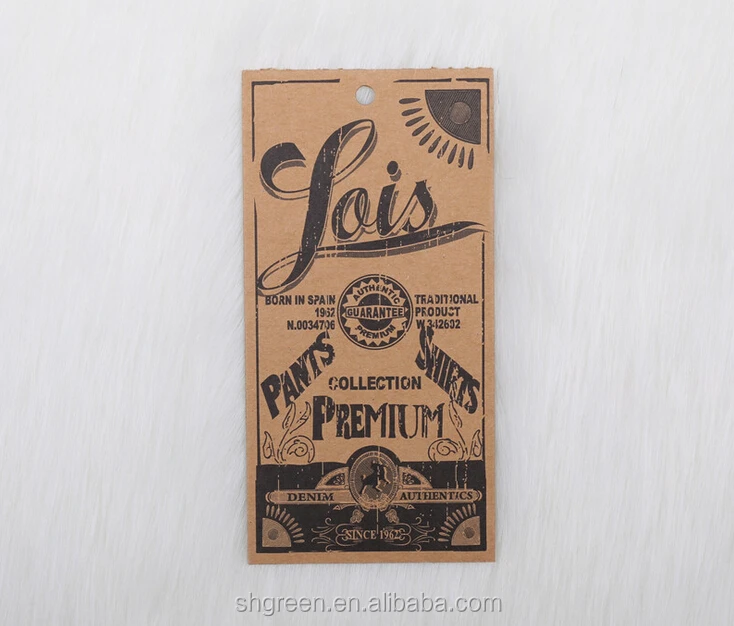 Lois
BORN IN SPAIN
1962
N.0034706
AUTHENTIC
GUARANTEE
PREMIUM
TRADITIONAL
PRODUCT
W 342692
PANTS
SHIRTS
COLLECTION
PREMIUM
DENIM AUTHENTICS
SINCE 1962
shgreen.en.alibaba.com